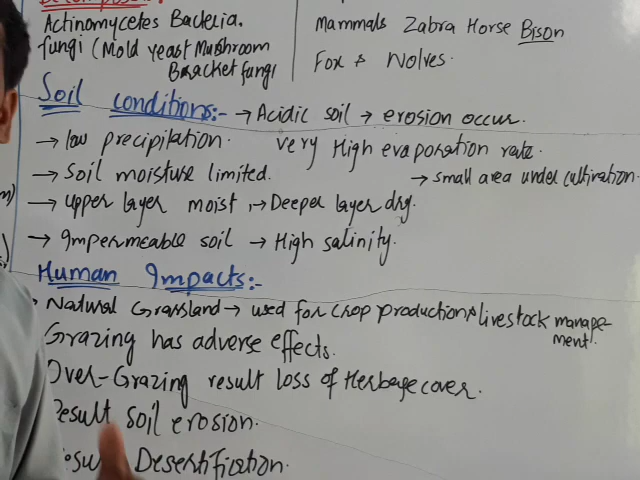 Actinomycetes Bacteria.
fungi (Mold yeast Mushroom
Bracket fungi
Mammals Zabra Horse Bison
Fox & Wolves.
Soil conditions:- → Acidic soil → erosion occur.
→ low precipitation. very High evaporation rate.
→ Soil moisture limited. → small area under cultivation.
→ Upper layer moist, → Deeper layer dry.
→ Impermeable soil → High salinity.
Human Impacts:-
Natural Grassland → used for crop production & livestock manage-
ment.
Grazing has adverse effects.
Over-Grazing result loss of Herbage cover.
Result soil erosion.
Desertification.